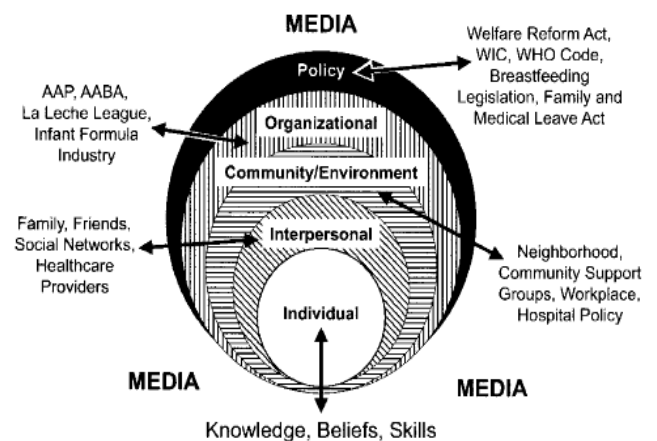 MEDIA
Policy
Welfare Reform Act,
WIC, WHO Code,
Breastfeeding
Legislation, Family and
Medical Leave Act
AAP, AABA,
La Leche League,
Infant Formula
Industry
Organizational
Community/Environment
Family, Friends,
Social Networks,
Healthcare
Providers
Interpersonal
Neighborhood,
Community Support
Groups, Workplace,
Hospital Policy
Individual
MEDIA
MEDIA
Knowledge, Beliefs, Skills